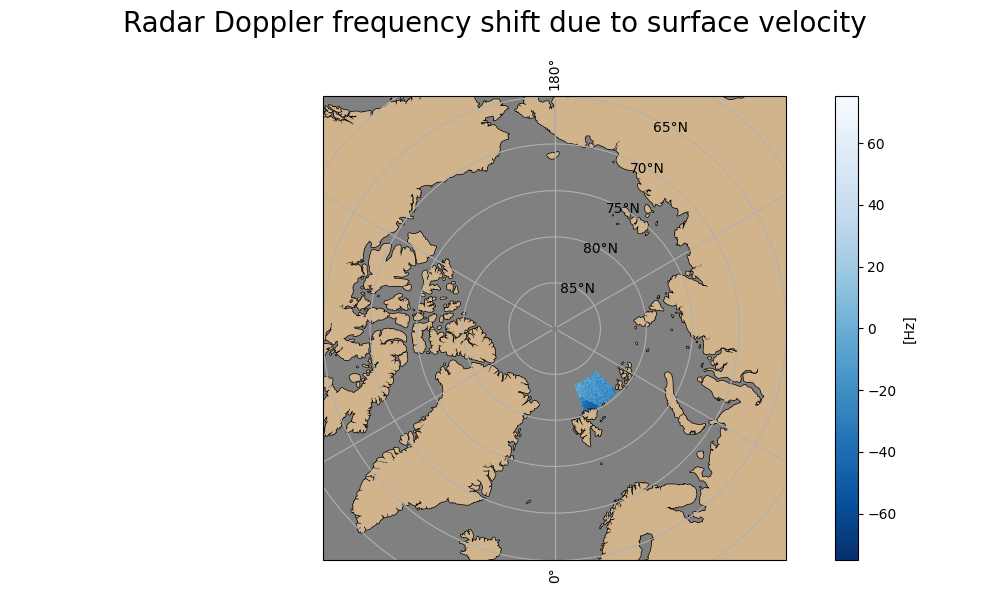 Radar Doppler frequency shift due to surface velocity
180°
65°N
70°N
75°N
80°N
85°N
0°
60
40
20
0
−20
−40
−60
[Hz]